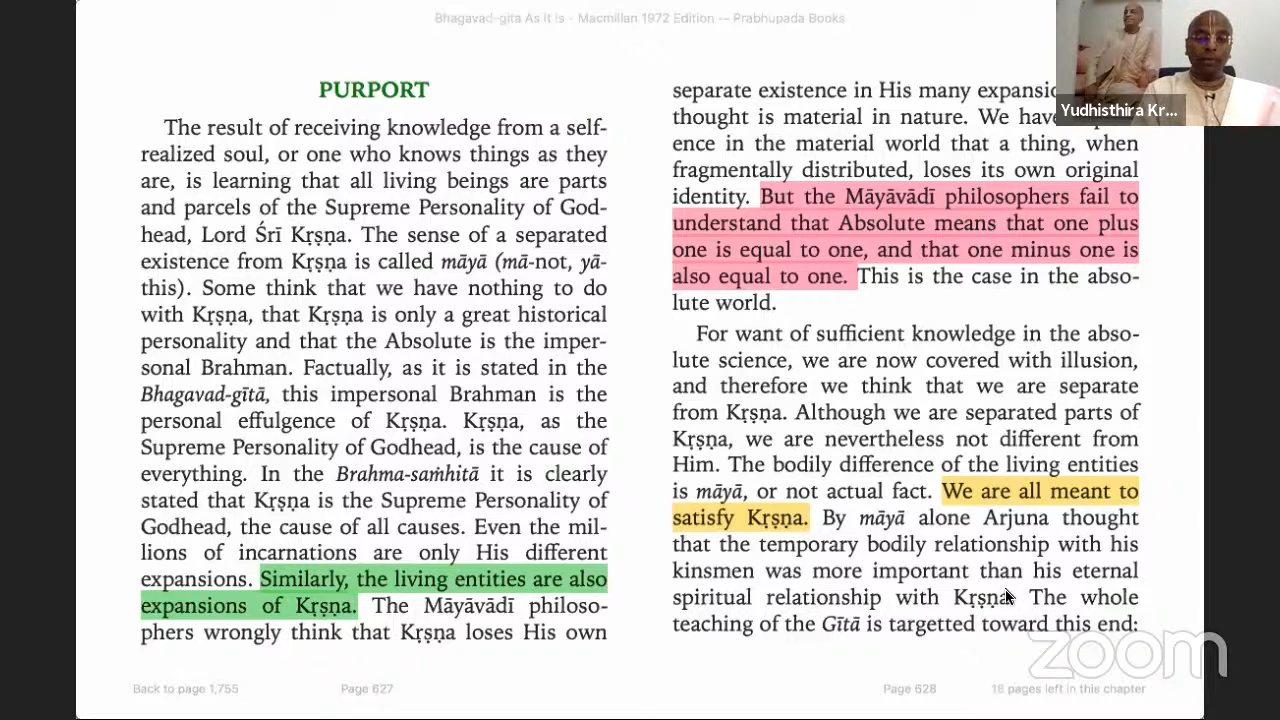 Bhagavad-gita As it is - Macmillan 1972 Edition -- Prabhupada Books
PURPORT
The result of receiving knowledge from a self-
realized soul, or one who knows things as they
are, is learning that all living beings are parts
and parcels of the Supreme Personality of God-
head, Lord Śrī Kṛṣṇa. The sense of a separated
existence from Kṛṣṇa is called māyā (mā-not, yā-
this). Some think that we have nothing to do
with Kṛṣṇa, that Kṛṣṇa is only a great historical
personality and that the Absolute is the imper-
sonal Brahman. Factually, as it is stated in the
Bhagavad-gītā, this impersonal Brahman is the
personal effulgence of Kṛṣṇa. Kṛṣṇa, as the
Supreme Personality of Godhead, is the cause of
everything. In the Brahma-saṁhitā it is clearly
stated that Kṛṣṇa is the Supreme Personality of
Godhead, the cause of all causes. Even the mil-
lions of incarnations are only His different
expansions. Similarly, the living entities are also
expansions of Kṛṣṇa. The Māyāvādī philoso-
phers wrongly think that Kṛṣṇa loses His own
separate existence in His many
thought is material in nature. We
ence in the material world that a thing, when
fragmentally distributed, loses its own original
identity. But the Māyāvādī philosophers fail to
understand that Absolute means that one plus
one is equal to one, and that one minus one is
also equal to one. This is the case in the abso-
lute world.
For want of sufficient knowledge in the abso-
lute science, we are now covered with illusion,
and therefore we think that we are separate
from Kṛṣṇa. Although we are separated parts of
Kṛṣṇa, we are nevertheless not different from
Him. The bodily difference of the living entities
is māyā, or not actual fact. We are all meant to
satisfy Kṛṣṇa. By māyā alone Arjuna thought
that the temporary bodily relationship with his
kinsmen was more important than his eternal
spiritual relationship with Kṛṣṇa. The whole
teaching of the Gītā is targetted toward this end:
Back to page 1,755
Page 627
Page 628
18 pages left in this chapter
Yudhisthira Kr...
zoom